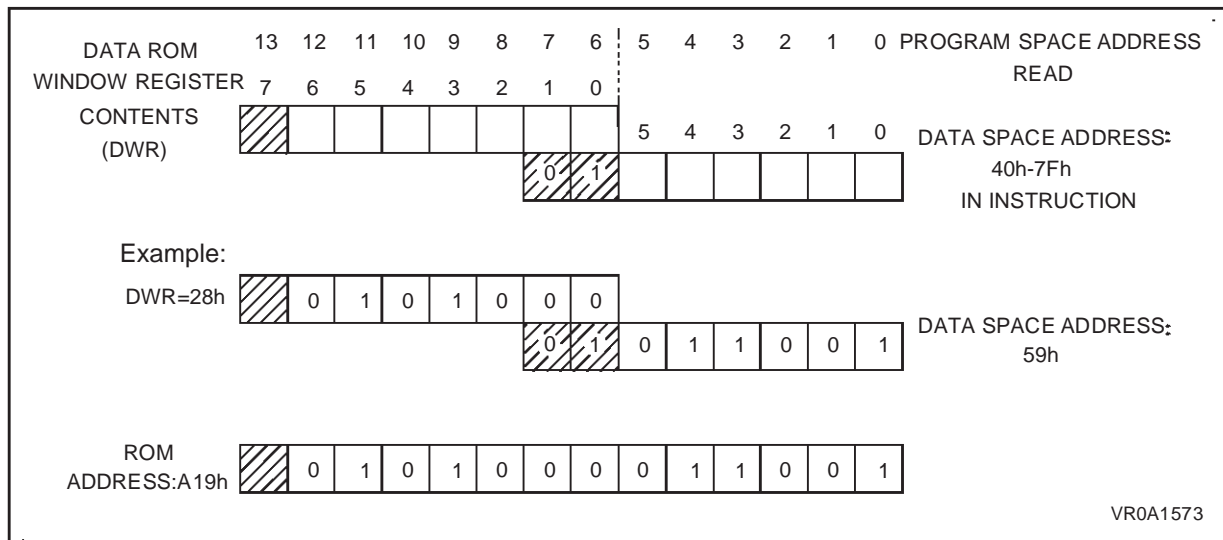 13 12 11 10 9 8 7 6 5 4 3 2 1 0 PROGRAM SPACE ADDRESS
READ
DATA ROM
WINDOW REGISTER 7 6 5 4 3 2 1 0
CONTENTS
(DWR)
5 4 3 2 1 0 DATA SPACE ADDRESS:
0 1 40h-7Fh
IN INSTRUCTION
Example:
DWR=28h 0 1 0 1 0 0 0
0 1 0 1 1 0 0 1 DATA SPACE ADDRESS:
59h
ROM
ADDRESS:A19h 0 1 0 1 0 0 0 0 1 1 0 0 1
VR0A1573